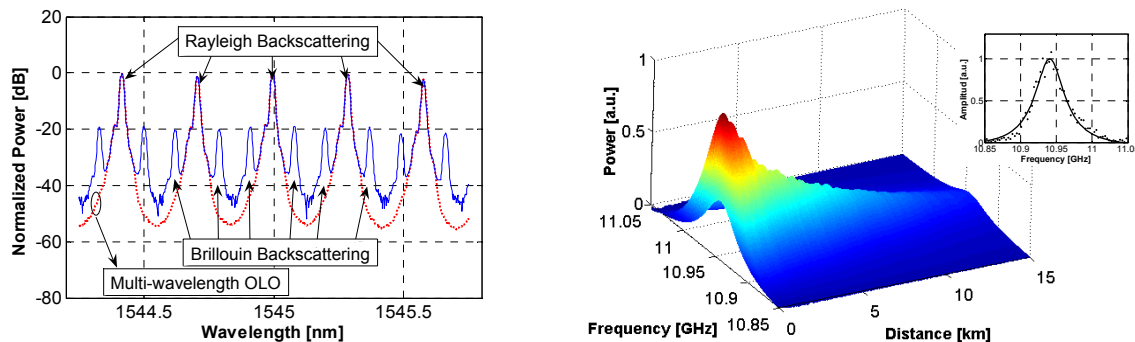 20
0
-20
-40
-60
-80
Normalized Power [dB]
Rayleigh Backscattering
Brillouin Backscattering
Multi-wavelength OLO
1544.5
1545
1545.5
Wavelength [nm]
1
0.5
0
Power [a.u.]
11.05
11
10.95
10.9
10.85
Frequency [GHz]
0
5
10
15
Distance [km]
1
0.5
Amplitud [a.u.]
10.85
10.9
10.95
11
11.0
Frequency [GHz]